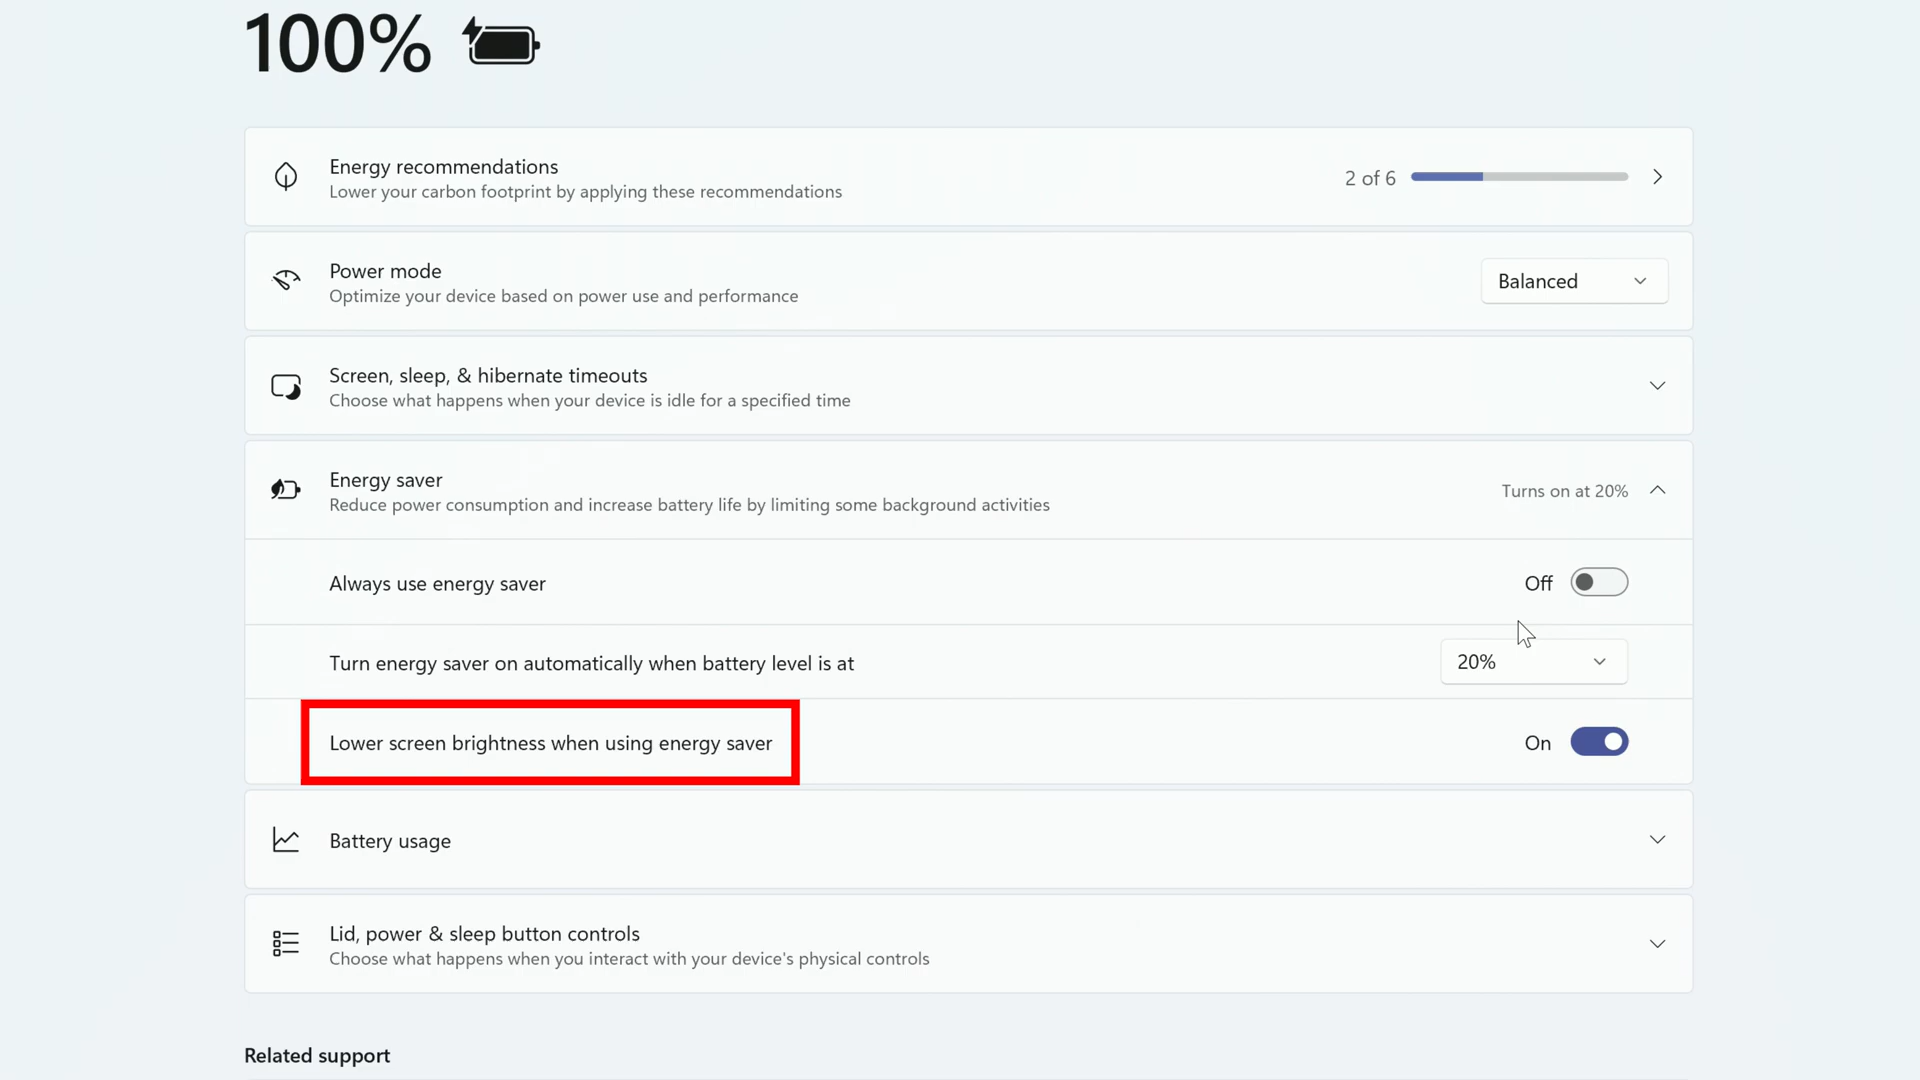 100%
Energy recommendations
Lower your carbon footprint by applying these recommendations
2 of 6
Power mode
Optimize your device based on power use and performance
Balanced
Screen, sleep, & hibernate timeouts
Choose what happens when your device is idle for a specified time
Energy saver
Reduce power consumption and increase battery life by limiting some background activities
Turns on at 20%
Always use energy saver
Off
Turn energy saver on automatically when battery level is at
20%
Lower screen brightness when using energy saver
On
Battery usage
Lid, power & sleep button controls
Choose what happens when you interact with your device's physical controls
Related support